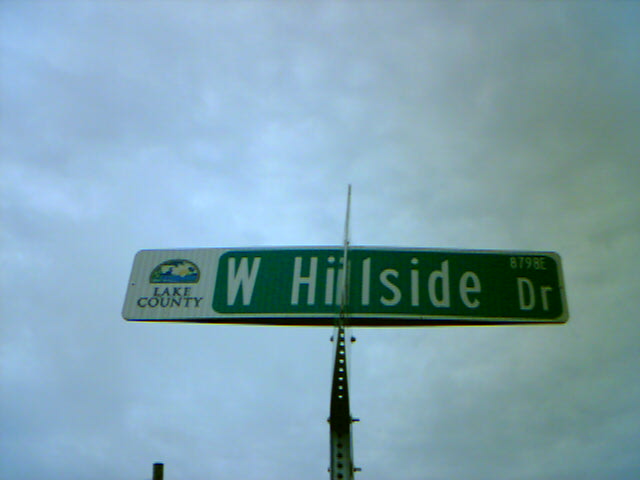 LAKE
COUNTY
W Hillside Dr
8798E